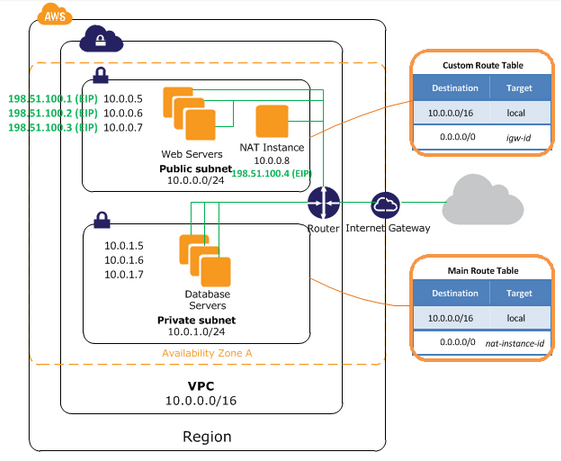 AWS
198.51.100.1 (EIP) 10.0.0.5
198.51.100.2 (EIP) 10.0.0.6
198.51.100.3 (EIP) 10.0.0.7
Web Servers
Public subnet
10.0.0.0/24
NAT Instance
10.0.0.8
198.51.100.4 (EIP)
Custom Route Table
Destination Target
10.0.0.0/16 local
0.0.0.0/0 igw-id
Router
Internet Gateway
10.0.1.5
10.0.1.6
10.0.1.7
Database
Servers
Private subnet
10.0.1.0/24
Availability Zone A
Main Route Table
Destination Target
10.0.0.0/16 local
0.0.0.0/0 nat-instance-id
VPC
10.0.0.0/16
Region